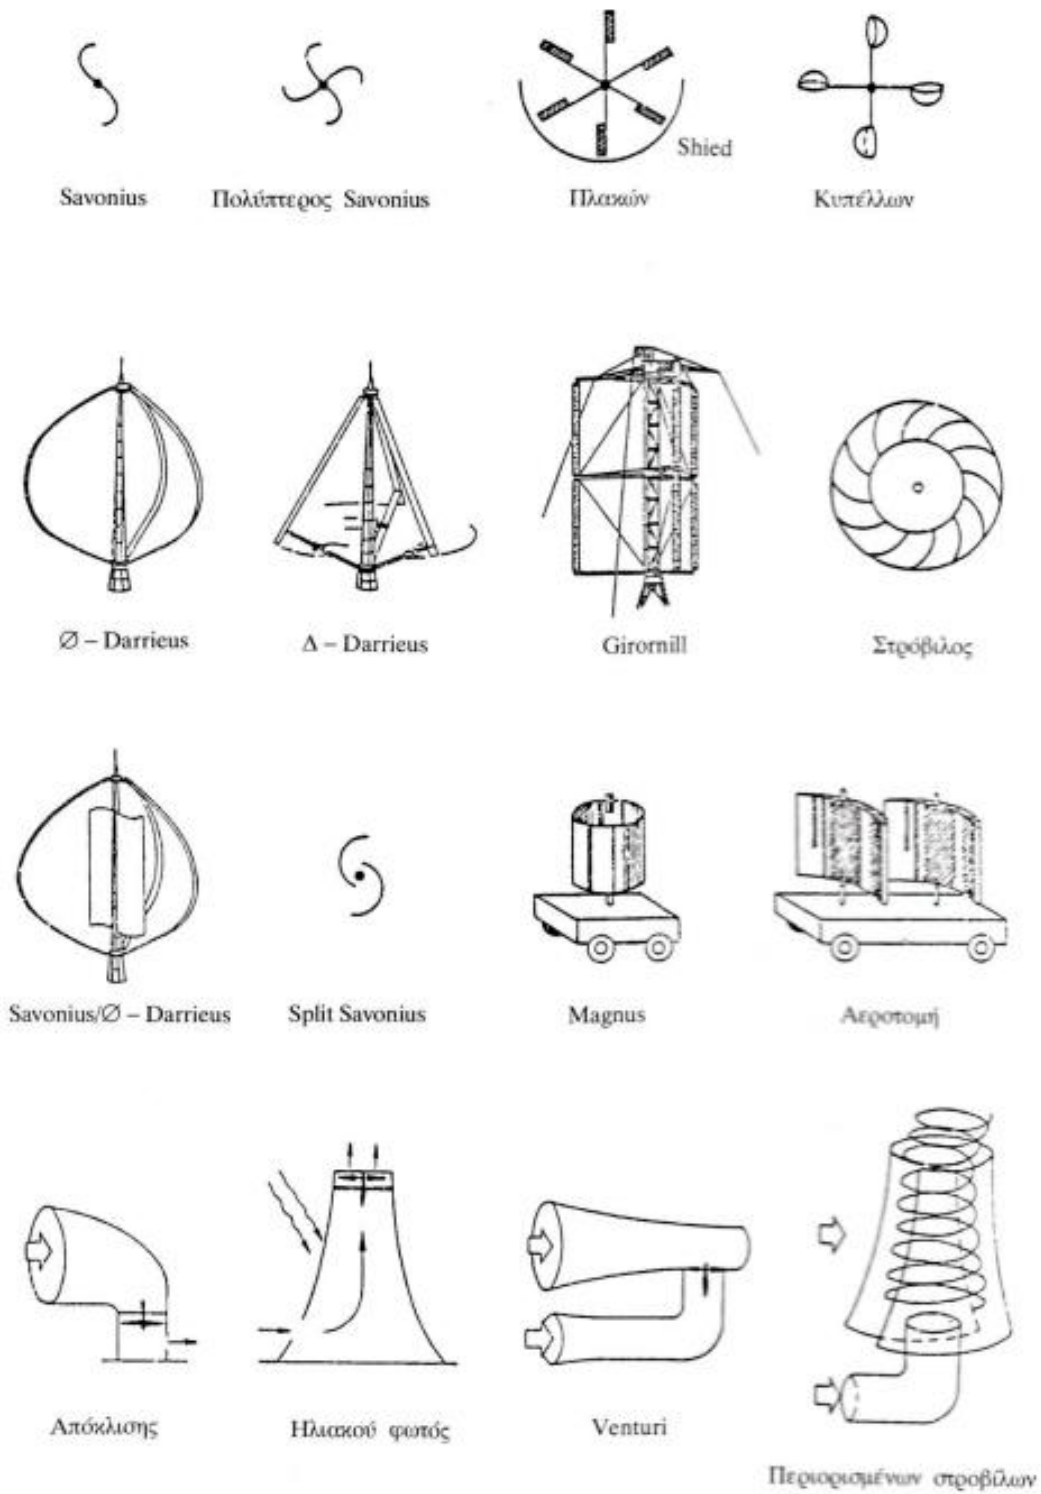 Shied
Savonius
Πολύπτερος Savonius
Πλακών
Κυπέλλων
∅ – Darrieus
Δ – Darrieus
Girornill
Στρόβιλος
Savonius/∅ – Darrieus
Split Savonius
Magnus
Αεροτομή
Απόκλισης
Ηλιακού φωτός
Venturi
Περιορισμένων στροβίλων